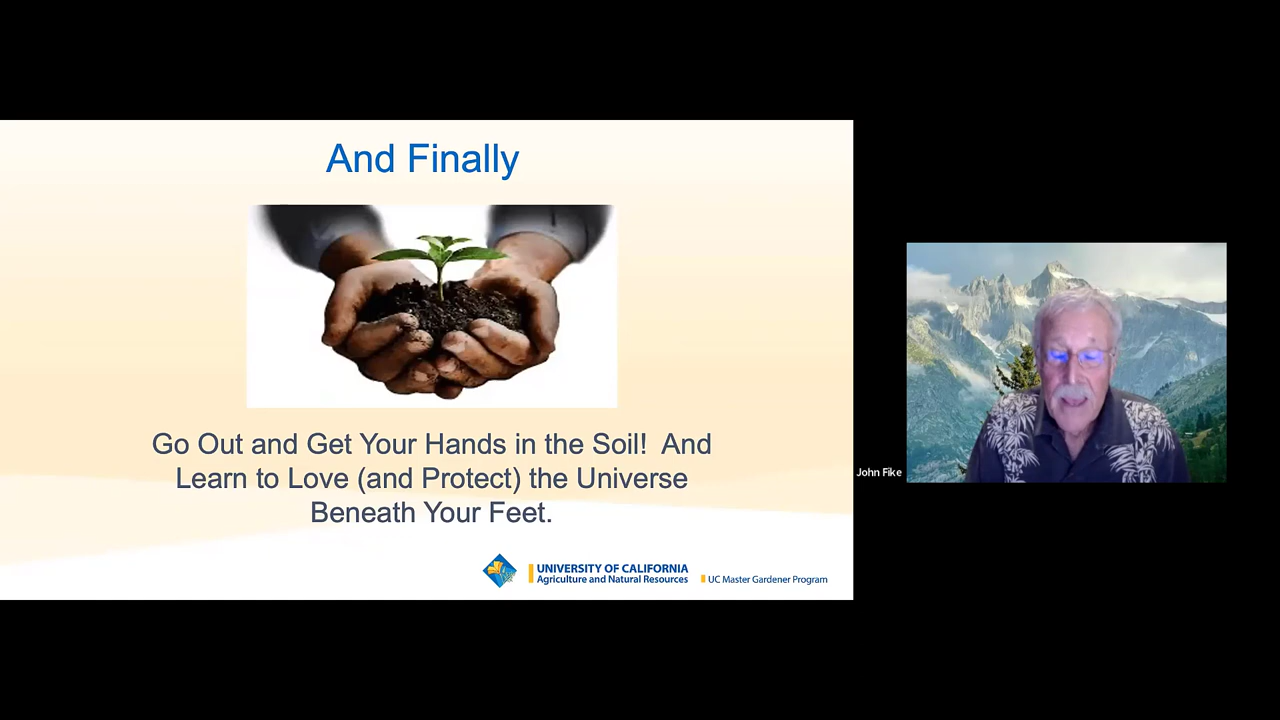 And Finally
Go Out and Get Your Hands in the Soil!  And
Learn to Love (and Protect) the Universe
Beneath Your Feet.
UNIVERSITY OF CALIFORNIA
Agriculture and Natural Resources
UC Master Gardener Program
John Fike